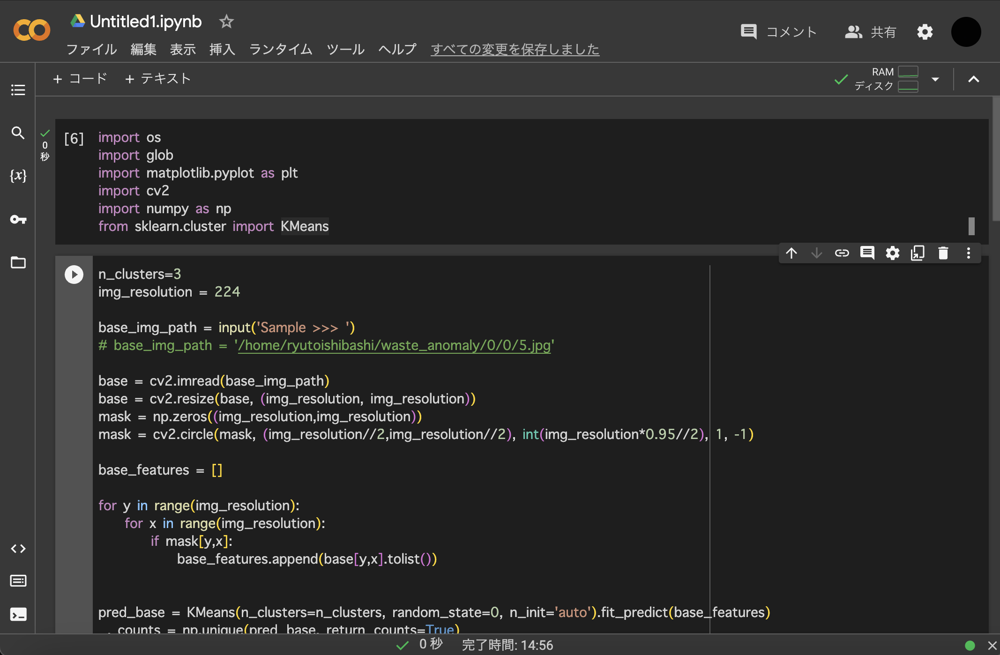 Untitled1.ipynb
コメント
共有
ファイル 編集 表示 挿入 ランタイム ツール ヘルプ すべての変更を保存しました
+ コード + テキスト
RAM
ディスク
0
秒
[6]
import os
import glob
import matplotlib.pyplot as plt
import cv2
import numpy as np
from sklearn.cluster import KMeans
{x}
n_clusters=3
img_resolution = 224
base_img_path = input('Sample >>> ')
# base_img_path = '/home/ryutoishibashi/waste_anomaly/0/0/5.jpg'
base = cv2.imread(base_img_path)
base = cv2.resize(base, (img_resolution, img_resolution))
mask = np.zeros((img_resolution,img_resolution))
mask = cv2.circle(mask, (img_resolution//2,img_resolution//2), int(img_resolution*0.95//2), 1, -1)
base_features = []
for y in range(img_resolution):
    for x in range(img_resolution):
        if mask[y,x]:
            base_features.append(base[y,x].tolist())
pred_base = KMeans(n_clusters=n_clusters, random_state=0, n_init='auto').fit_predict(base_features)
, counts = np.unique(pred_base, return_counts=True)
0 秒 完了時間: 14:56